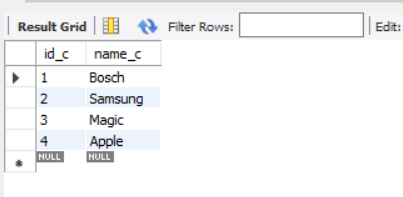 Result Grid Filter Rows: Edit:
id_c name_c
1 Bosch
2 Samsung
3 Magic
4 Apple
NULL NULL